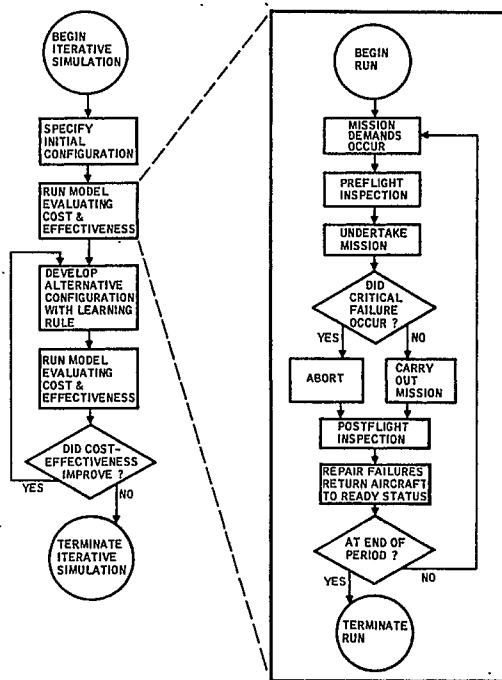 BEGIN
ITERATIVE
SIMULATION
SPECIFY
INITIAL
CONFIGURATION
RUN MODEL
EVALUATING
COST &
EFFECTIVENESS
DEVELOP
ALTERNATIVE
CONFIGURATION
WITH LEARNING
RULE
RUN MODEL
EVALUATING
COST &
EFFECTIVENESS
DID COST-
EFFECTIVENESS
IMPROVE ?
YES
NO
TERMINATE
ITERATIVE
SIMULATION
BEGIN
RUN
MISSION
DEMANDS
OCCUR
PREFLIGHT
INSPECTION
UNDERTAKE
MISSION
DID
CRITICAL
FAILURE
OCCUR ?
YES
NO
ABORT
CARRY
OUT
MISSION
POSTFLIGHT
INSPECTION
REPAIR FAILURES
RETURN AIRCRAFT
TO READY STATUS
AT END OF
PERIOD ?
YES
NO
TERMINATE
RUN